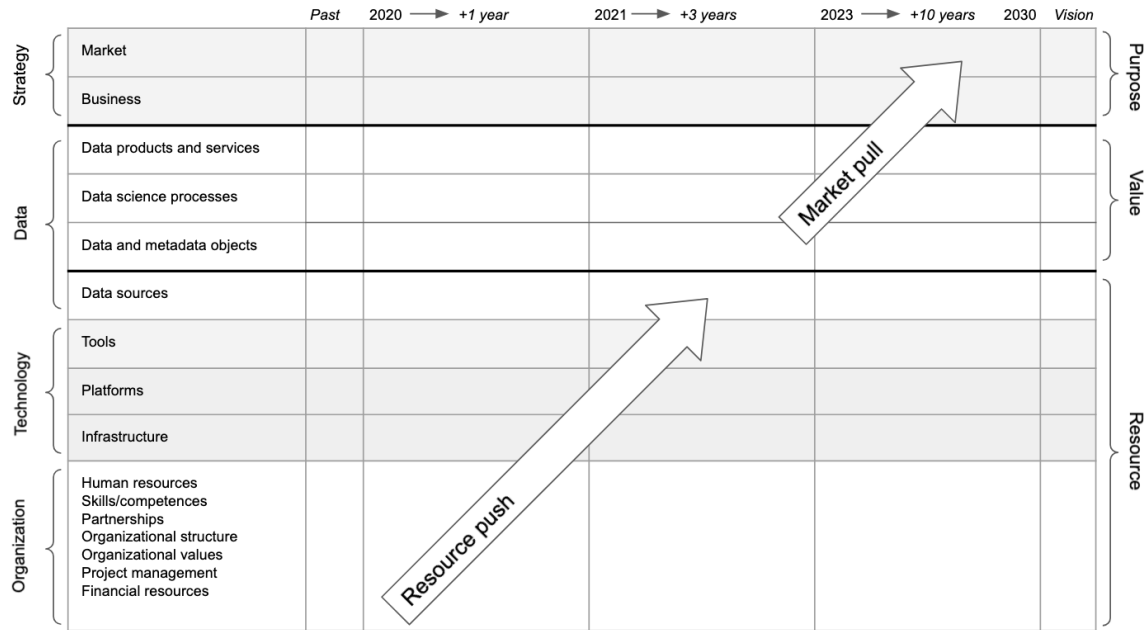 Past 2020 +1 year 2021 +3 years 2023 +10 years 2030 Vision
Strategy
Market
Business
Purpose
Data
Data products and services
Data science processes
Data and metadata objects
Data sources
Value
Market pull
Technology
Tools
Platforms
Infrastructure
Organization
Human resources
Skills/competences
Partnerships
Organizational structure
Organizational values
Project management
Financial resources
Resource push
Resource